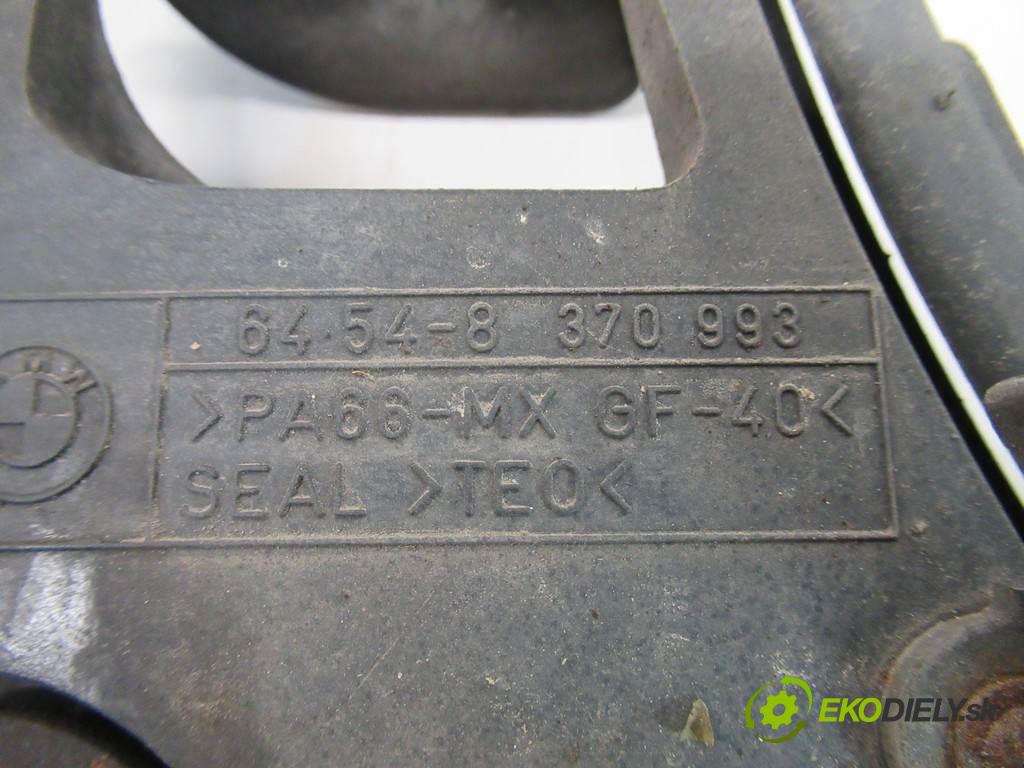 64.54-8 370 993
>PA66-MX GF-40<
SEAL >TEO<
BMW
EKODIELY.sk